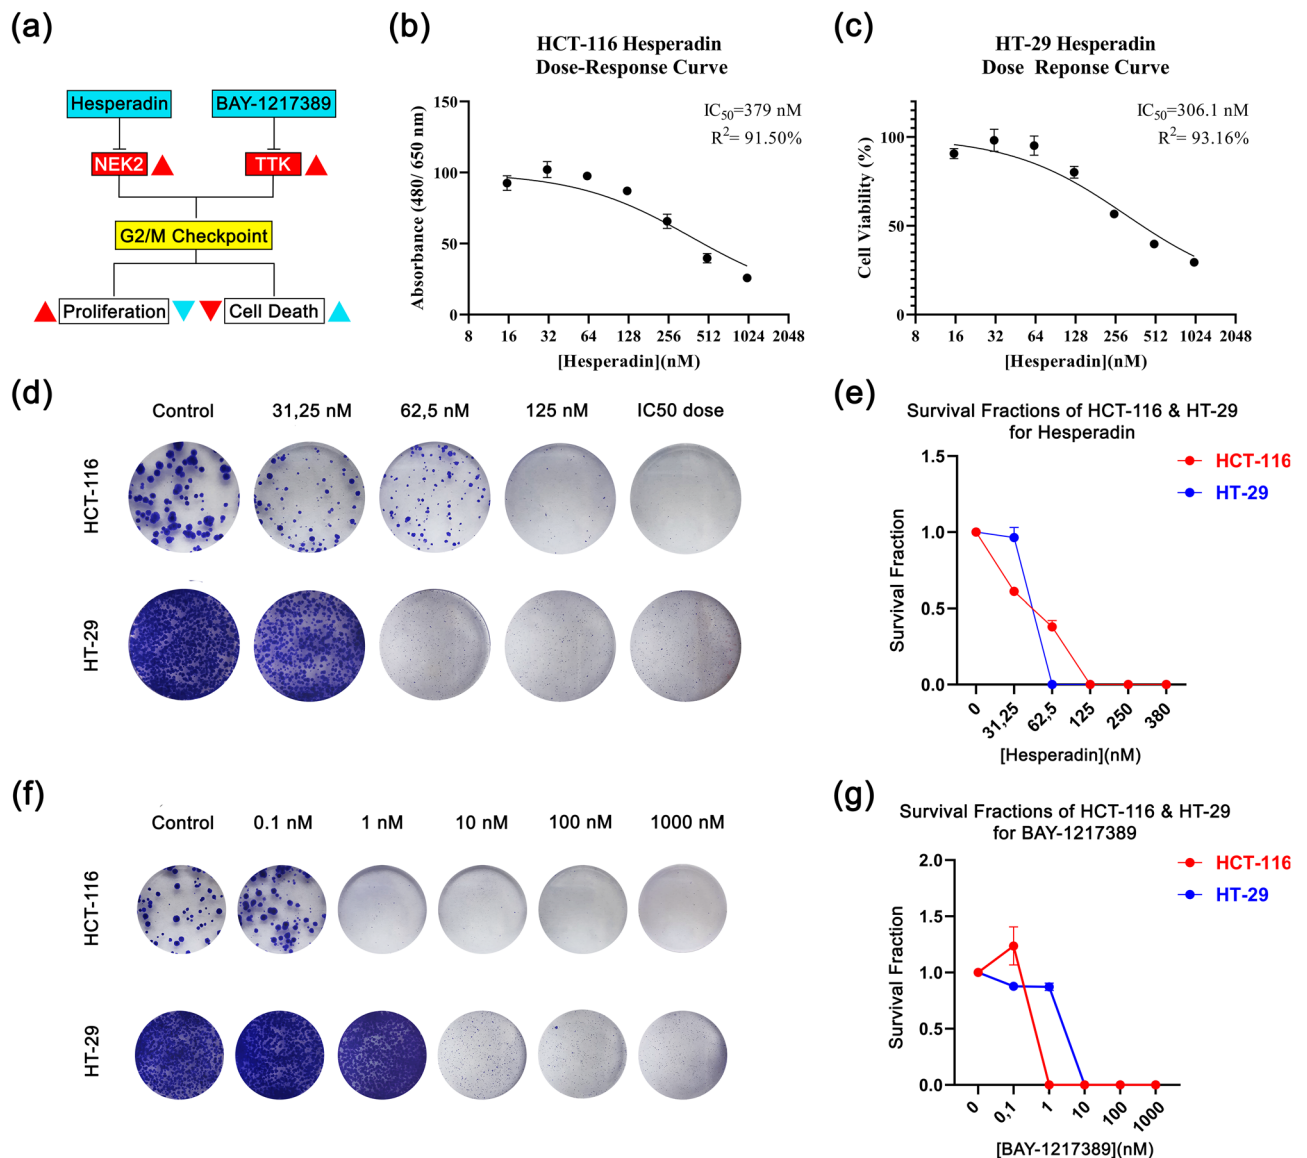 (a)
Hesperadin
BAY-1217389
NEK2
TTK
G2/M Checkpoint
Proliferation
Cell Death
(b)
HCT-116 Hesperadin
Dose-Response Curve
IC50=379 nM
R2= 91.50%
Absorbance (480/ 650 nm)
150
100
50
0
8 16 32 64 128 256 512 1024 2048
[Hesperadin](nM)
(c)
HT-29 Hesperadin
Dose Reponse Curve
IC50=306.1 nM
R2= 93.16%
Cell Viability (%)
100
50
0
8 16 32 64 128 256 512 1024 2048
[Hesperadin](nM)
(d)
Control 31,25 nM 62,5 nM 125 nM IC50 dose
HCT-116
HT-29
(e)
Survival Fractions of HCT-116 & HT-29
for Hesperadin
HCT-116
HT-29
Survival Fraction
1.5
1.0
0.5
0.0
0 31,25 62,5 125 250 380
[Hesperadin](nM)
(f)
Control 0.1 nM 1 nM 10 nM 100 nM 1000 nM
HCT-116
HT-29
(g)
Survival Fractions of HCT-116 & HT-29
for BAY-1217389
HCT-116
HT-29
Survival Fraction
2.0
1.5
1.0
0.5
0.0
0 0,1 1 10 100 1000
[BAY-1217389](nM)